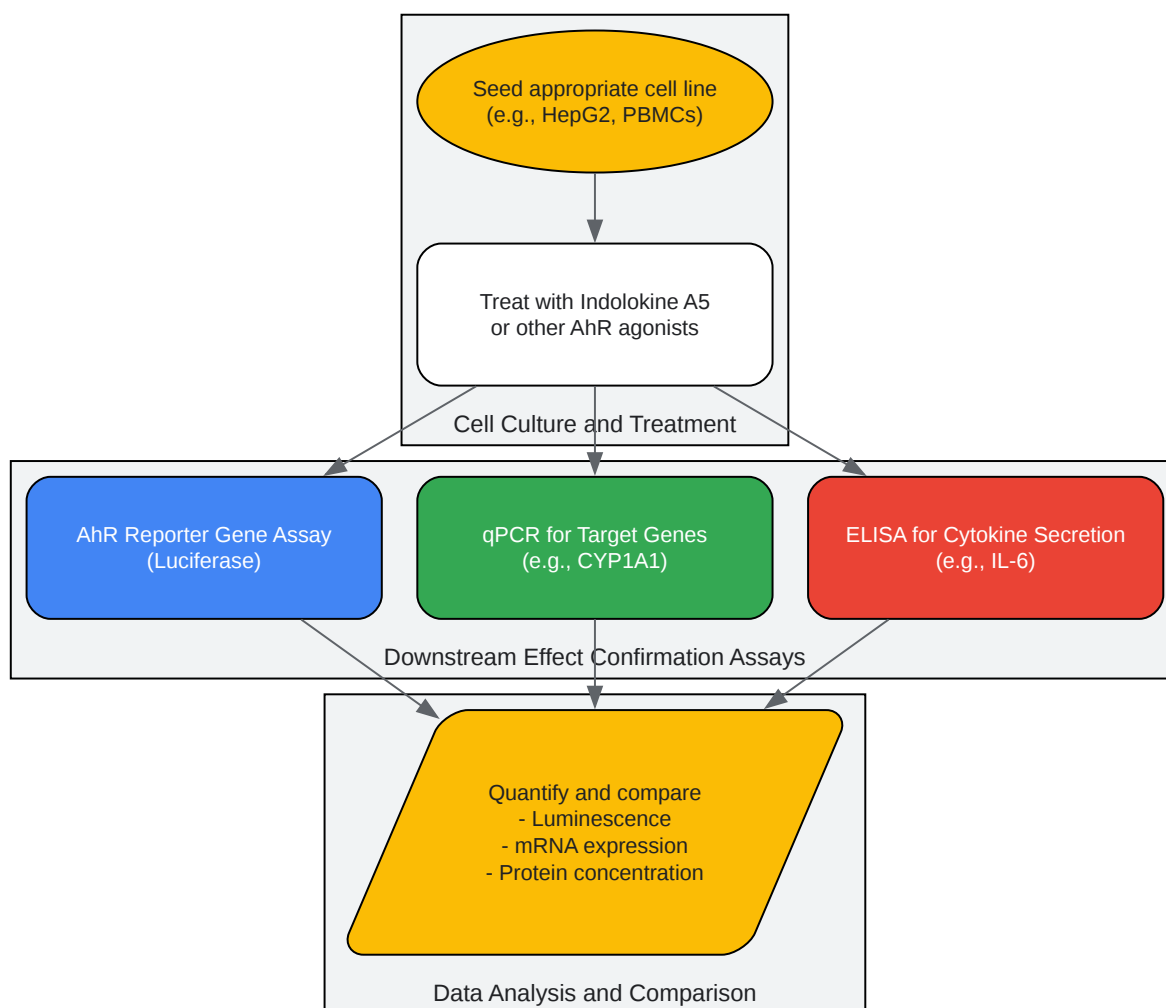 Seed appropriate cell line
(e.g., HepG2, PBMCs)
Treat with Indolokine A5
or other AhR agonists
Cell Culture and Treatment
AhR Reporter Gene Assay
(Luciferase)
qPCR for Target Genes
(e.g., CYP1A1)
ELISA for Cytokine Secretion
(e.g., IL-6)
Downstream Effect Confirmation Assays
Quantify and compare
- Luminescence
- mRNA expression
- Protein concentration
Data Analysis and Comparison